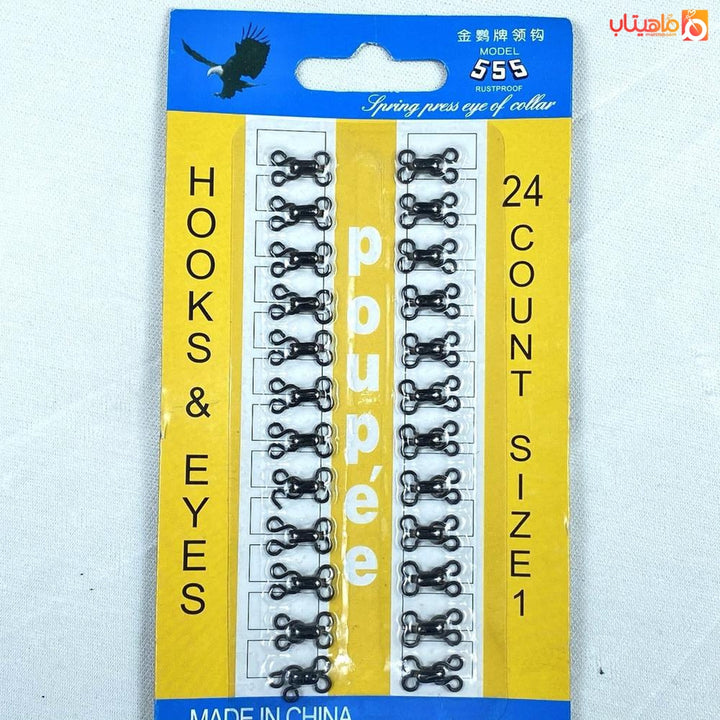 ماهیتاب
金鹦牌领钩
MODEL
555
RUSTPROOF
Spring press eye of collar
HOOKS & EYES
poupée
24 COUNT SIZE 1
MADE IN CHINA